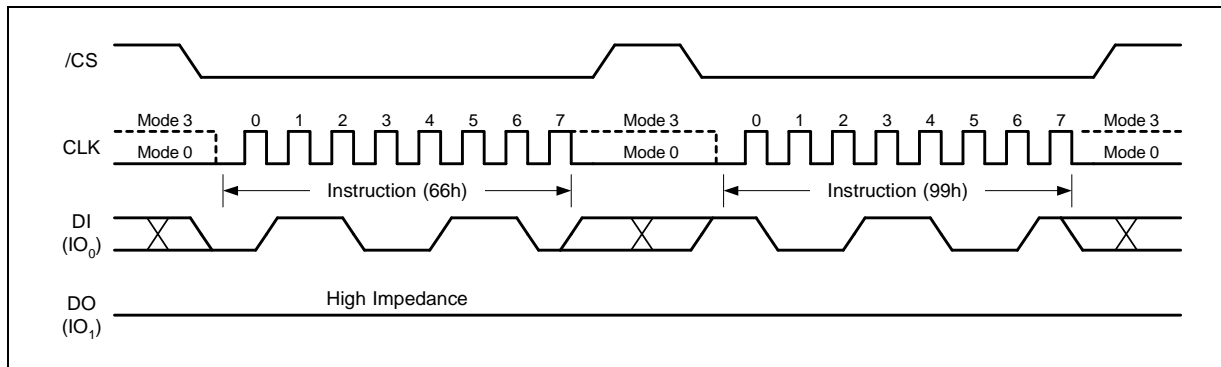 /CS
Mode 3 0 1 2 3 4 5 6 7 Mode 3 0 1 2 3 4 5 6 7 Mode 3
CLK
Mode 0 Mode 0 Mode 0
Instruction (66h) Instruction (99h)
DI
(IO0)
High Impedance
DO
(IO1)